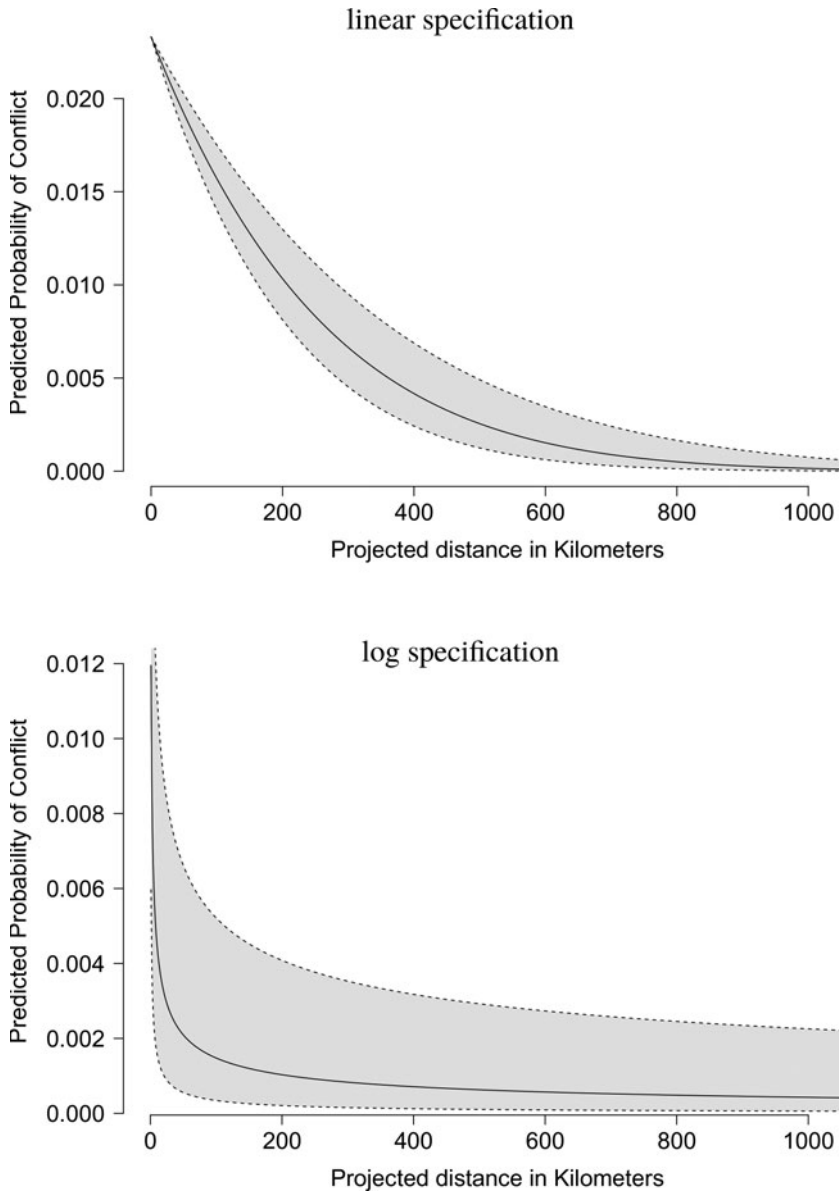 linear specification
Predicted Probability of Conflict
0.020
0.015
0.010
0.005
0.000
0 200 400 600 800 1000
Projected distance in Kilometers
log specification
Predicted Probability of Conflict
0.012
0.010
0.008
0.006
0.004
0.002
0.000
0 200 400 600 800 1000
Projected distance in Kilometers